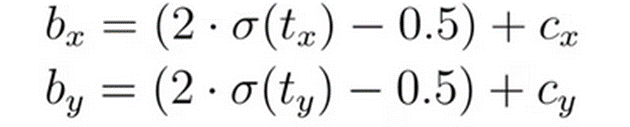 b_x = (2 · σ(t_x) − 0.5) + c_x
b_y = (2 · σ(t_y) − 0.5) + c_y